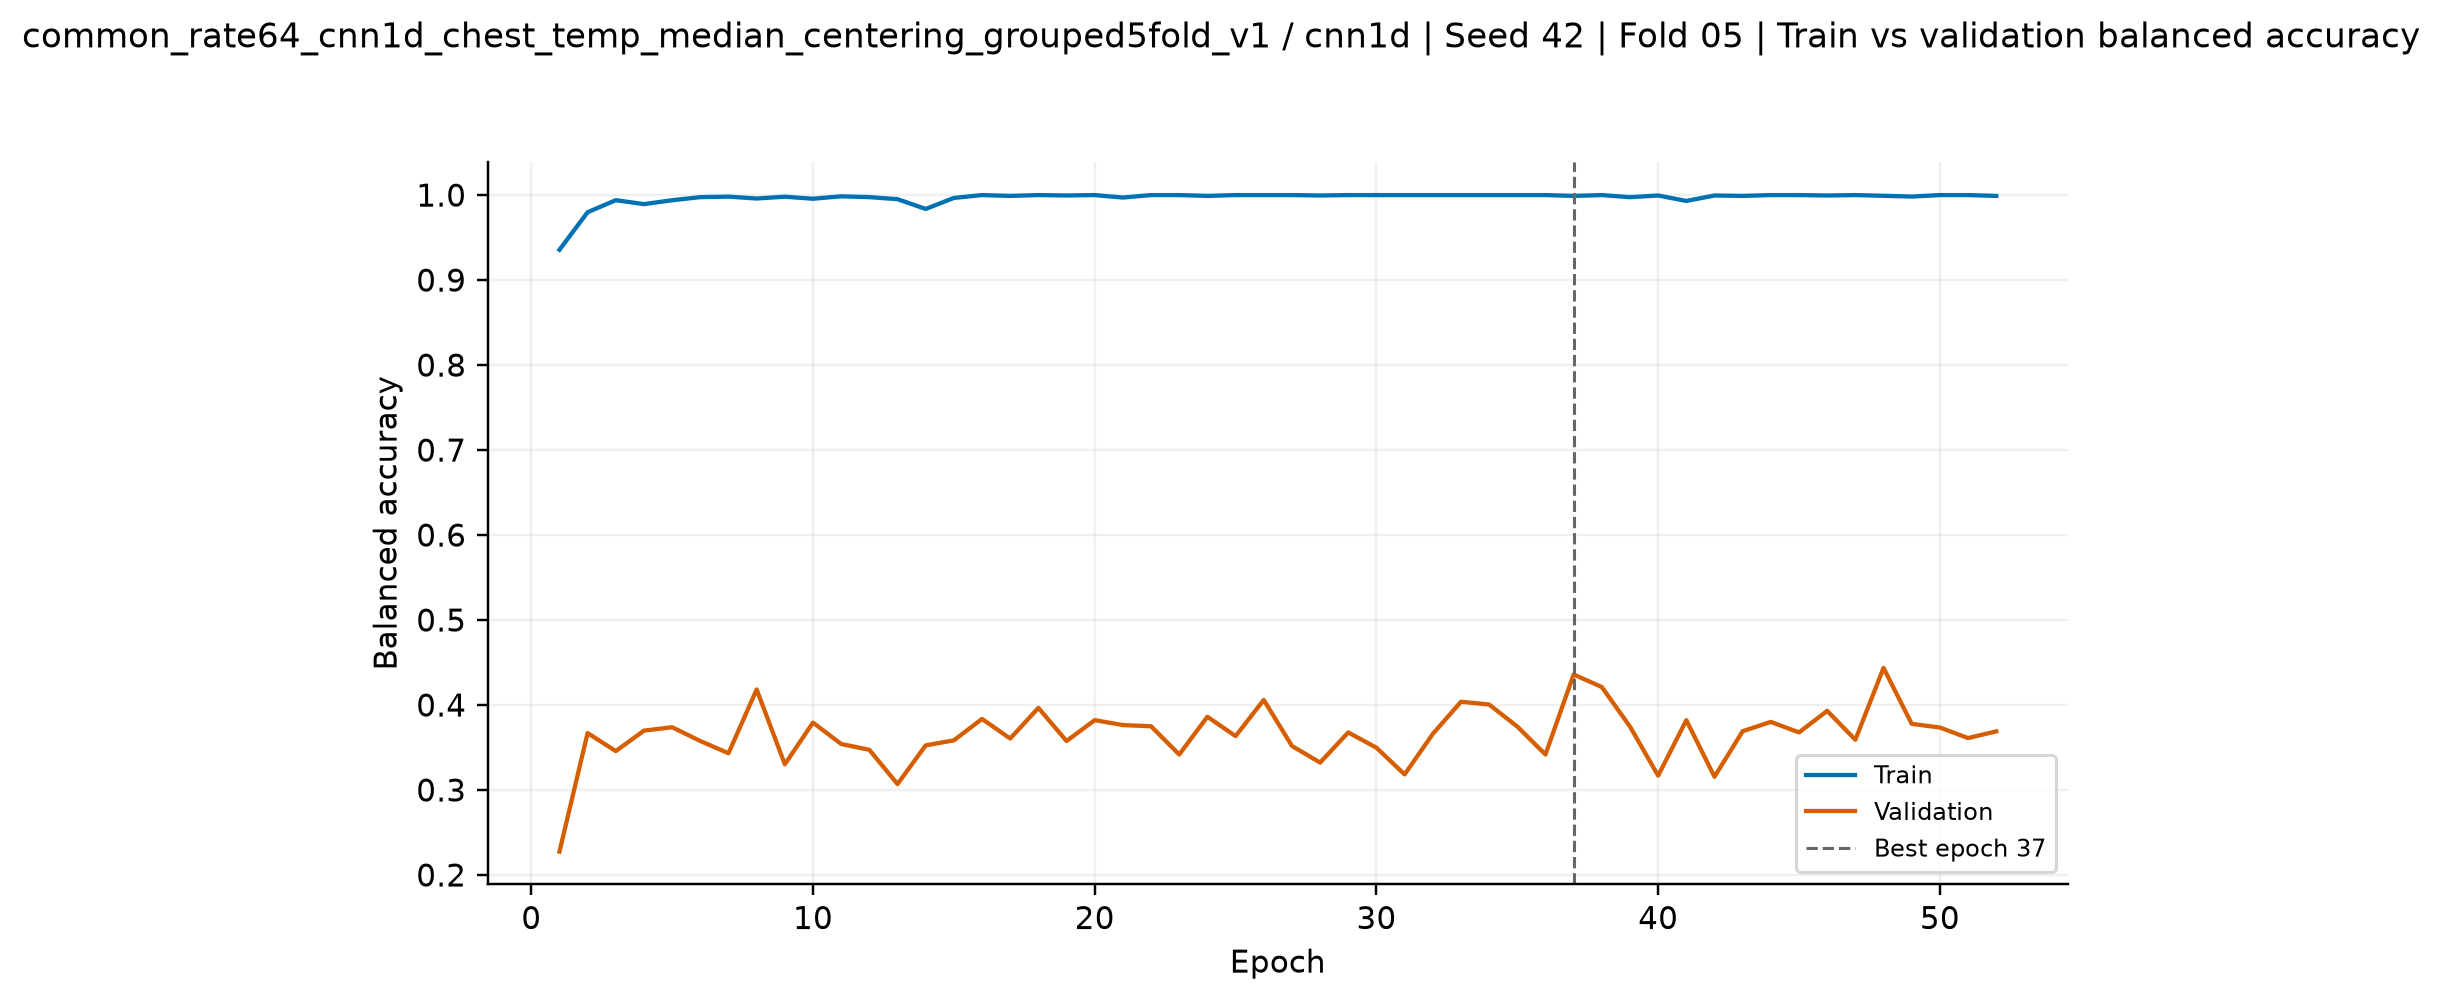 common_rate64_cnn1d_chest_temp_median_centering_grouped5fold_v1 / cnn1d | Seed 42 | Fold 05 | Train vs validation balanced accuracy
1.0
0.9
0.8
0.7
0.6
0.5
0.4
0.3
0.2
Balanced accuracy
Train
Validation
Best epoch 37
0 10 20 30 40 50
Epoch